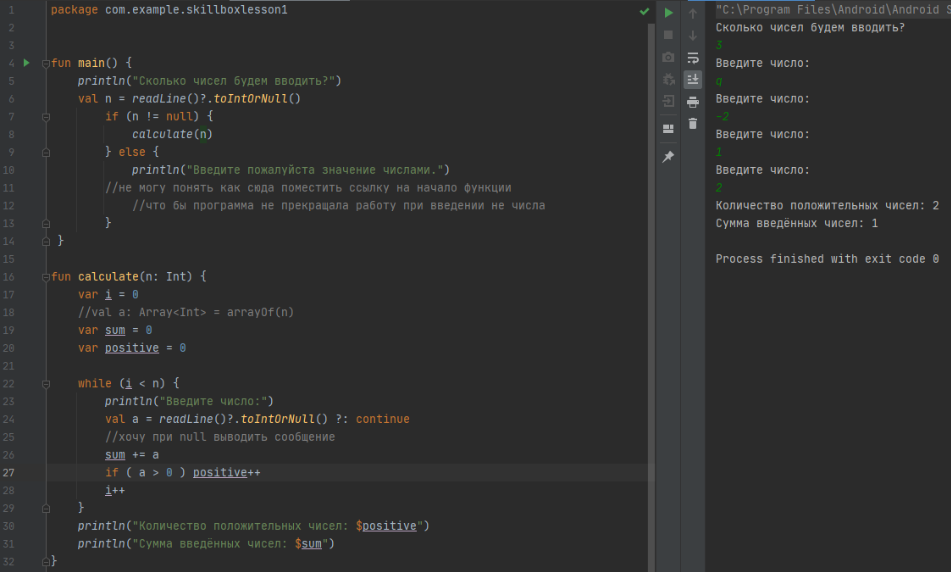 1 package com.example.skillboxlesson1
2
3
4 fun main() {
5 println("Сколько чисел будем вводить?")
6 val n = readLine()?.toIntOrNull()
7 if (n != null) {
8 calculate(n)
9 } else {
10 println("Введите пожалуйста значение числами.")
11 //не могу понять как сюда поместить ссылку на начало функции
12 //что бы программа не прекращала работу при введении не числа
13 }
14 }
15
16 fun calculate(n: Int) {
17 var i = 0
18 //val a: Array<Int> = arrayOf(n)
19 var sum = 0
20 var positive = 0
21
22 while (i < n) {
23 println("Введите число:")
24 val a = readLine()?.toIntOrNull() ?: continue
25 //хочу при null выводить сообщение
26 sum += a
27 if ( a > 0 ) positive++
28 i++
29 }
30 println("Количество положительных чисел: $positive")
31 println("Сумма введённых чисел: $sum")
32 }
"C:\Program Files\Android\Android S
Сколько чисел будем вводить?
3
Введите число:
q
Введите число:
-2
Введите число:
1
Введите число:
2
Количество положительных чисел: 2
Сумма введённых чисел: 1
Process finished with exit code 0